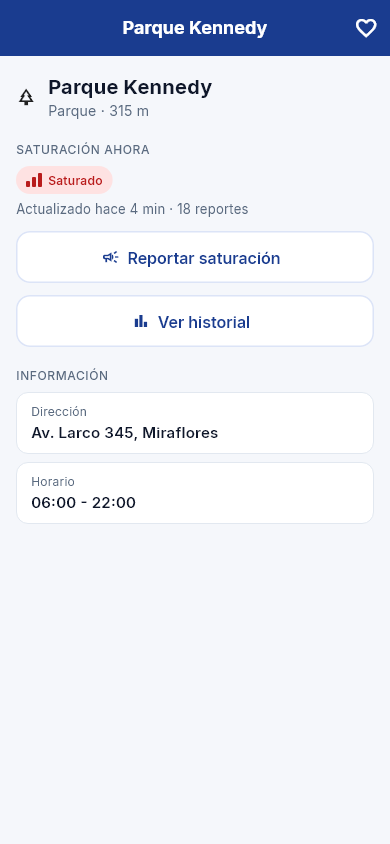 Parque Kennedy
Parque Kennedy
Parque · 315 m
SATURACIÓN AHORA
Saturado
Actualizado hace 4 min · 18 reportes
Reportar saturación
Ver historial
INFORMACIÓN
Dirección
Av. Larco 345, Miraflores
Horario
06:00 - 22:00